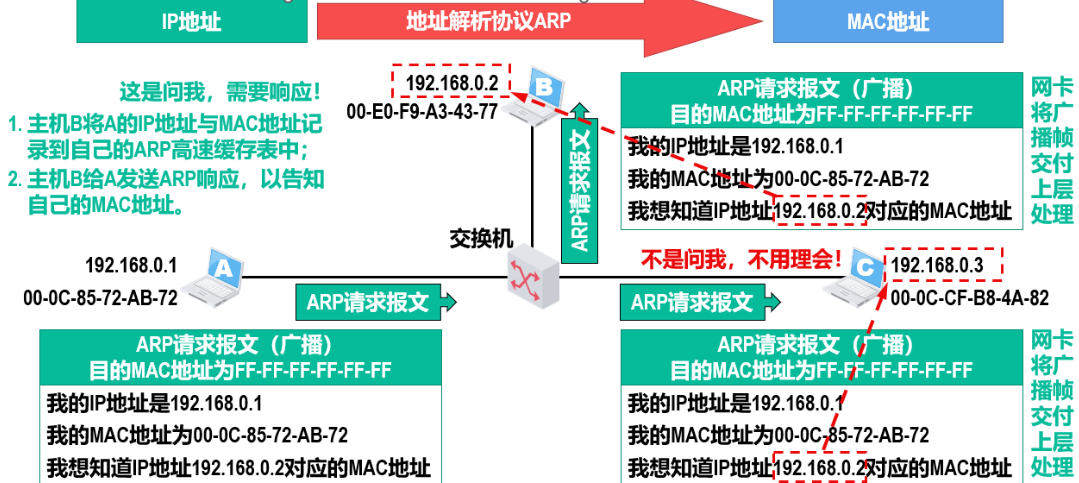 IP地址
地址解析协议ARP
MAC地址
这是问我，需要响应！
1. 主机B将A的IP地址与MAC地址记
录到自己的ARP高速缓存表中；
2. 主机B给A发送ARP响应，以告知
自己的MAC地址。
192.168.0.2
00-E0-F9-A3-43-77
B
ARP请求报文
ARP请求报文（广播）
目的MAC地址为FF-FF-FF-FF-FF-FF
我的IP地址是192.168.0.1
我的MAC地址为00-0C-85-72-AB-72
我想知道IP地址192.168.0.2对应的MAC地址
网卡
将广
播帧
交付
上层
处理
交换机
192.168.0.1
00-0C-85-72-AB-72
A
ARP请求报文
不是问我，不用理会！
C
192.168.0.3
00-0C-CF-B8-4A-82
ARP请求报文
ARP请求报文（广播）
目的MAC地址为FF-FF-FF-FF-FF-FF
我的IP地址是192.168.0.1
我的MAC地址为00-0C-85-72-AB-72
我想知道IP地址192.168.0.2对应的MAC地址
ARP请求报文（广播）
目的MAC地址为FF-FF-FF-FF-FF-FF
我的IP地址是192.168.0.1
我的MAC地址为00-0C-85-72-AB-72
我想知道IP地址192.168.0.2对应的MAC地址
网卡
将广
播帧
交付
上层
处理